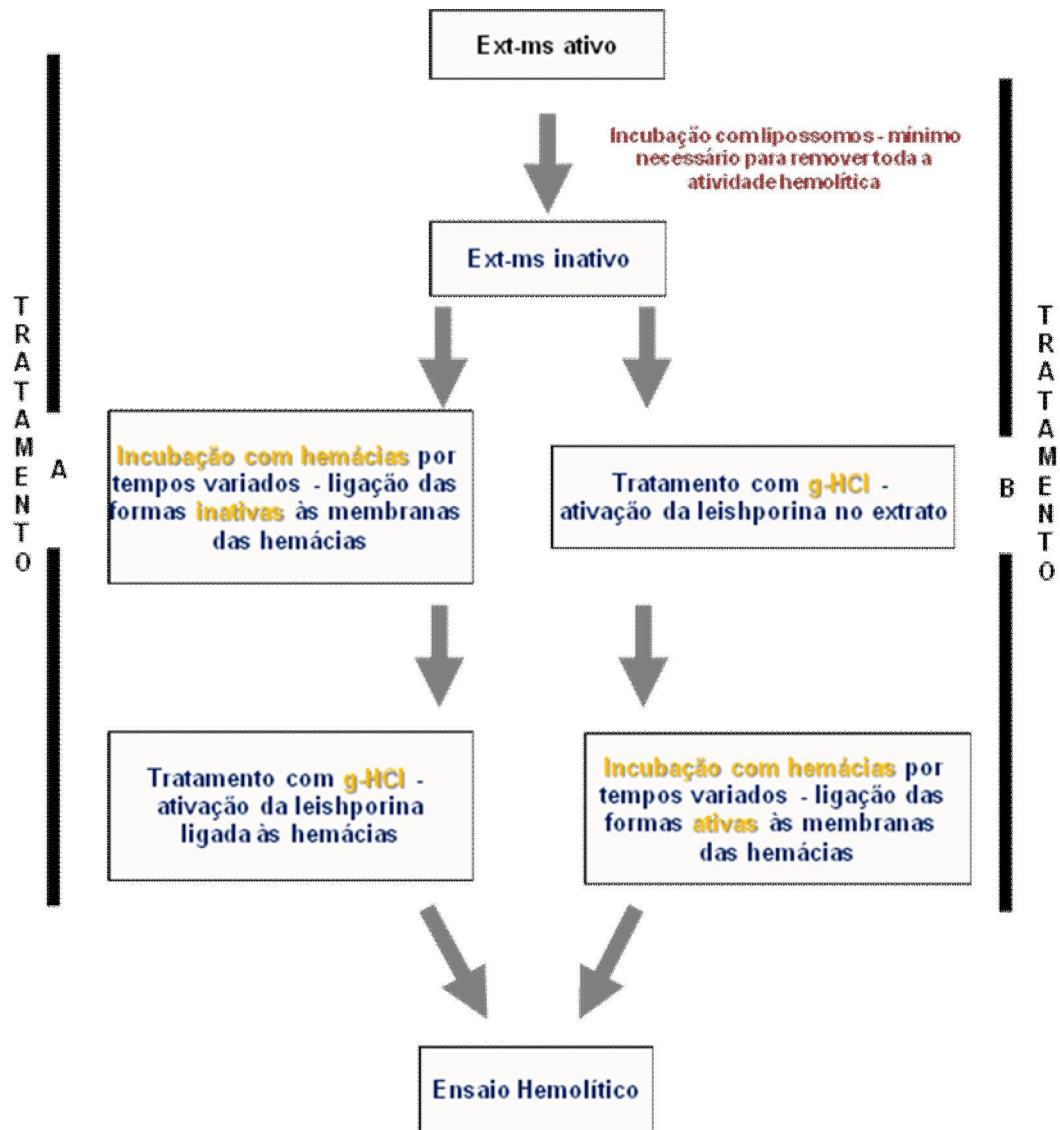 Ext-ms ativo
Incubação com lipossomos - mínimo
necessário para remover toda a
atividade hemolítica
Ext-ms inativo
TRATAMENTO
A
Incubação com hemácias por
tempos variados - ligação das
formas inativas às membranas
das hemácias
Tratamento com g-HCl -
ativação da leishporina no extrato
B
TRATAMENTO
Tratamento com g-HCl -
ativação da leishporina
ligada às hemácias
Incubação com hemácias por
tempos variados - ligação das
formas ativas às membranas
das hemácias
Ensaio Hemolítico